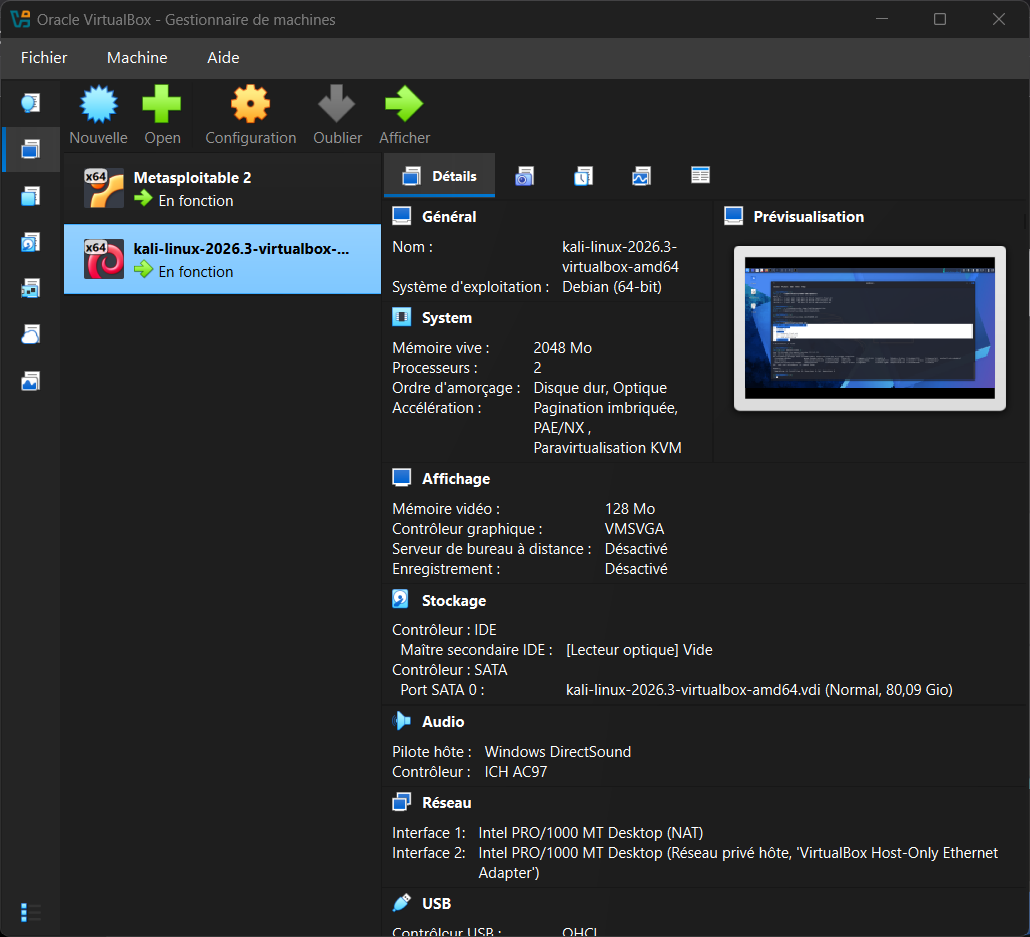 Oracle VirtualBox - Gestionnaire de machines
Fichier Machine Aide
Nouvelle Open Configuration Oublier Afficher
x64 Metasploitable 2
En fonction
x64 kali-linux-2026.3-virtualbox-...
En fonction
Détails
Général
Nom : kali-linux-2026.3-
virtualbox-amd64
Système d'exploitation : Debian (64-bit)
Prévisualisation
System
Mémoire vive : 2048 Mo
Processeurs : 2
Ordre d'amorçage : Disque dur, Optique
Accélération : Pagination imbriquée,
PAE/NX ,
Paravirtualisation KVM
Affichage
Mémoire vidéo : 128 Mo
Contrôleur graphique : VMSVGA
Serveur de bureau à distance : Désactivé
Enregistrement : Désactivé
Stockage
Contrôleur : IDE
Maître secondaire IDE : [Lecteur optique] Vide
Contrôleur : SATA
Port SATA 0 : kali-linux-2026.3-virtualbox-amd64.vdi (Normal, 80,09 Gio)
Audio
Pilote hôte : Windows DirectSound
Contrôleur : ICH AC97
Réseau
Interface 1: Intel PRO/1000 MT Desktop (NAT)
Interface 2: Intel PRO/1000 MT Desktop (Réseau privé hôte, 'VirtualBox Host-Only Ethernet
Adapter')
USB
Contrôleur USB : OHCI